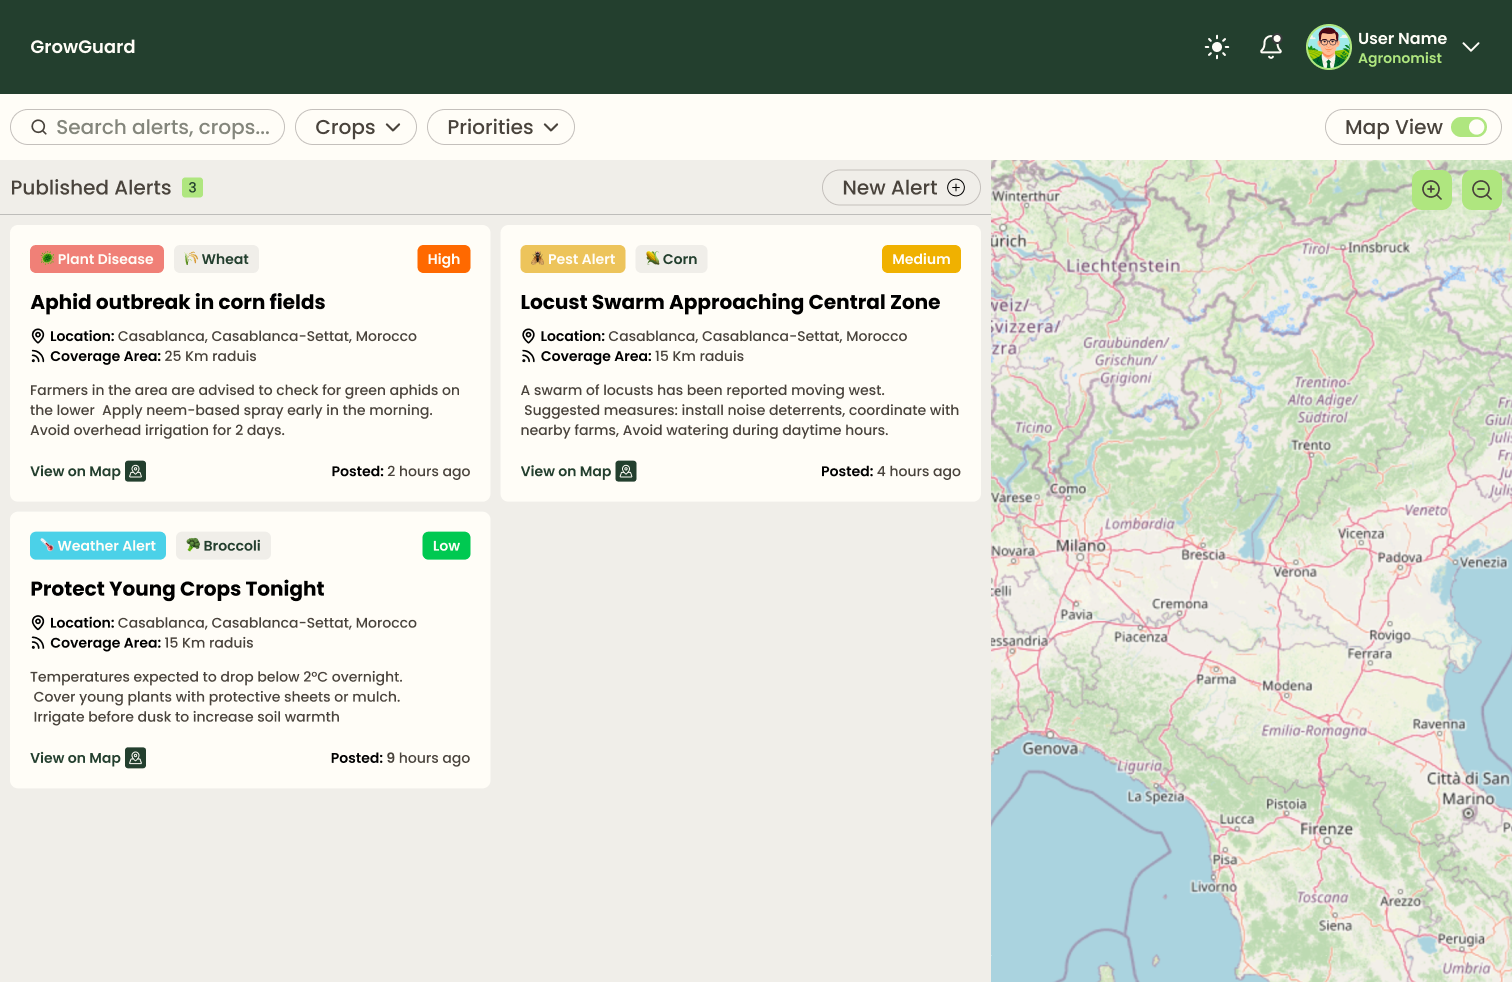 GrowGuard
User Name
Agronomist
Search alerts, crops...
Crops
Priorities
Map View
Published Alerts 3
New Alert
Plant Disease
Wheat
High
Aphid outbreak in corn fields
Location: Casablanca, Casablanca-Settat, Morocco
Coverage Area: 25 Km raduis
Farmers in the area are advised to check for green aphids on
the lower  Apply neem-based spray early in the morning.
Avoid overhead irrigation for 2 days.
View on Map
Posted: 2 hours ago
Pest Alert
Corn
Medium
Locust Swarm Approaching Central Zone
Location: Casablanca, Casablanca-Settat, Morocco
Coverage Area: 15 Km raduis
A swarm of locusts has been reported moving west.
Suggested measures: install noise deterrents, coordinate with
nearby farms, Avoid watering during daytime hours.
View on Map
Posted: 4 hours ago
Weather Alert
Broccoli
Low
Protect Young Crops Tonight
Location: Casablanca, Casablanca-Settat, Morocco
Coverage Area: 15 Km raduis
Temperatures expected to drop below 2°C overnight.
Cover young plants with protective sheets or mulch.
Irrigate before dusk to increase soil warmth
View on Map
Posted: 9 hours ago
Winterthur
ürich
Tirol
Innsbruck
Liechtenstein
weiz/
vizzera/
zra
Graubünden/
Grischun/
Grigioni
Trentino-
Alto Adige/
Südtirol
Fri
Giuli
Juli
Fri
Juli
Juli
Ticino
Trento
Como
Varese
Veneto
Lombardia
Vicenza
Novara
Milano
Brescia
Padova
Venezia
Verona
celli
Pavia
Cremona
Piacenza
essandria
Rovigo
Ferrara
Parma
Modena
Ravenna
Emilia-Romagna
Genova
Liguria
Città di San
Marino
La Spezia
Pistoia
Lucca
Firenze
P
Pisa
Livorno
Toscana
Arezzo
Siena
Perugia
Umbria